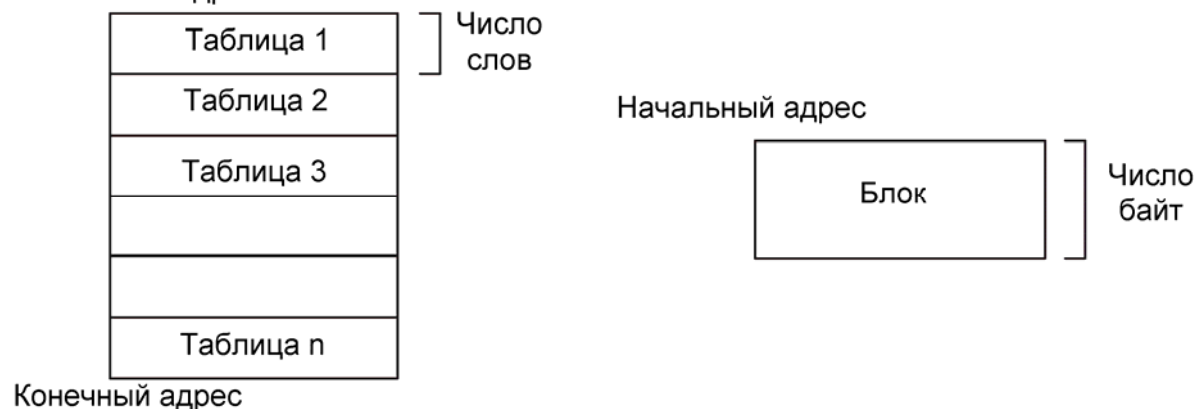 Таблица 1
Число
слов
Таблица 2
Таблица 3
Таблица n
Конечный адрес
Начальный адрес
Блок
Число
байт